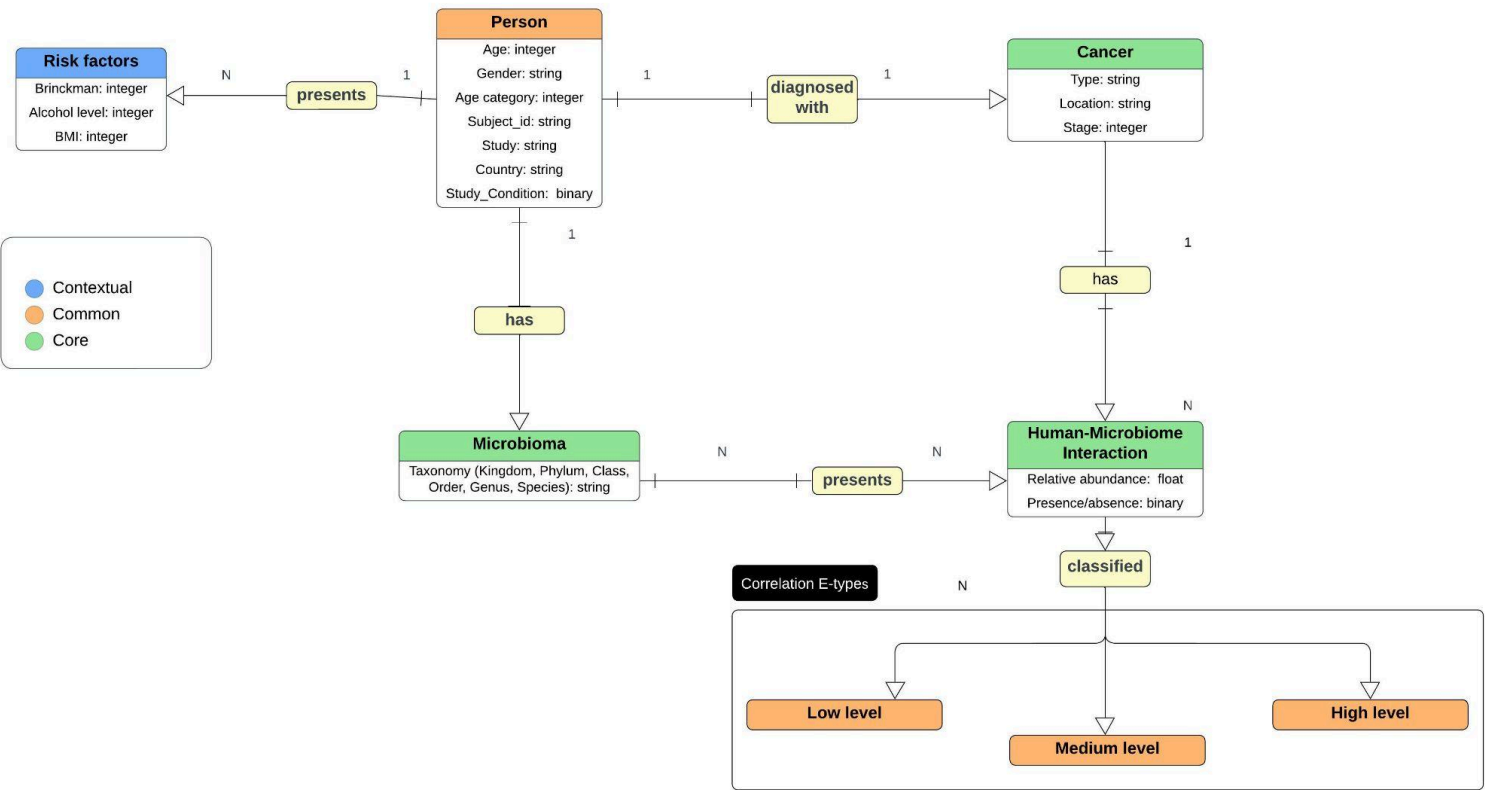 Person
Age: integer
Gender: string
Age category: integer
Subject_id: string
Study: string
Country: string
Study_Condition: binary
Risk factors
Brinckman: integer
Alcohol level: integer
BMI: integer
N
presents
1
1
diagnosed
with
1
Cancer
Type: string
Location: string
Stage: integer
Contextual
Common
Core
1
has
1
has
N
Microbioma
Taxonomy (Kingdom, Phylum, Class,
Order, Genus, Species): string
N
presents
N
Human-Microbiome
Interaction
Relative abundance: float
Presence/absence: binary
classified
Correlation E-types
N
Low level
Medium level
High level